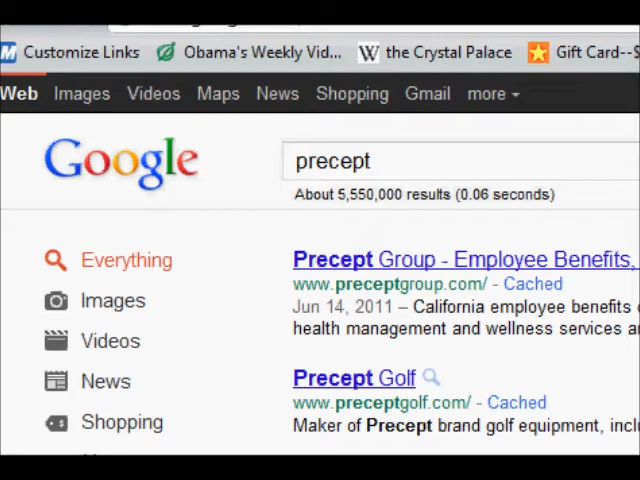 Customize Links Obama's Weekly Vid... W the Crystal Palace Gift Card--$
Web Images Videos Maps News Shopping Gmail more
Google
precept
About 5,550,000 results (0.06 seconds)
Everything
Images
Videos
News
Shopping
Precept Group - Employee Benefits,
www.preceptgroup.com/ - Cached
Jun 14, 2011 – California employee benefits
health management and wellness services
Precept Golf
www.preceptgolf.com/ - Cached
Maker of Precept brand golf equipment, inclu